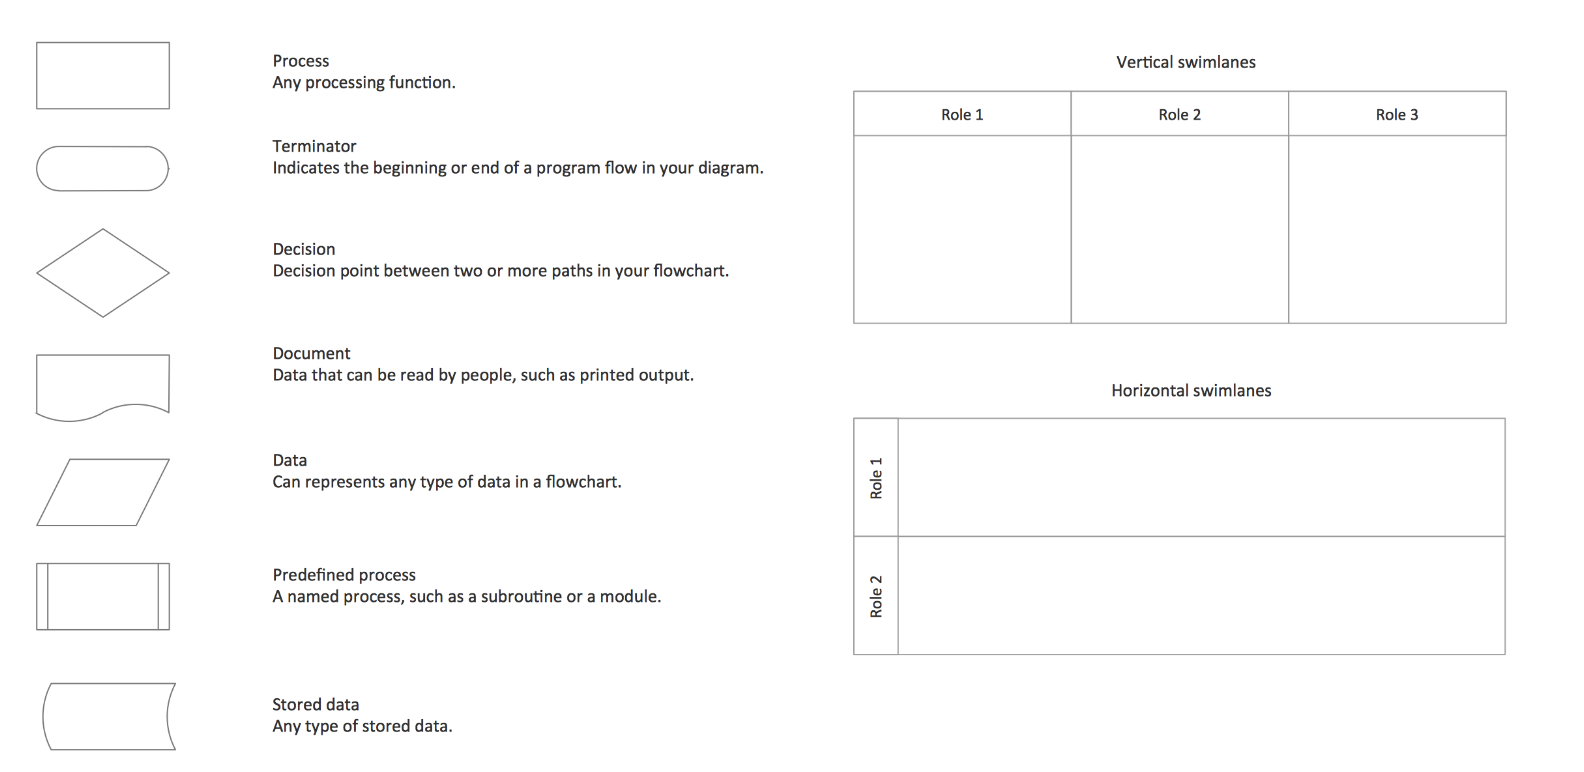 Process
Any processing function.
Terminator
Indicates the beginning or end of a program flow in your diagram.
Decision
Decision point between two or more paths in your flowchart.
Document
Data that can be read by people, such as printed output.
Data
Can represents any type of data in a flowchart.
Predefined process
A named process, such as a subroutine or a module.
Stored data
Any type of stored data.
Vertical swimlanes
Role 1
Role 2
Role 3
Horizontal swimlanes
Role 1
Role 2